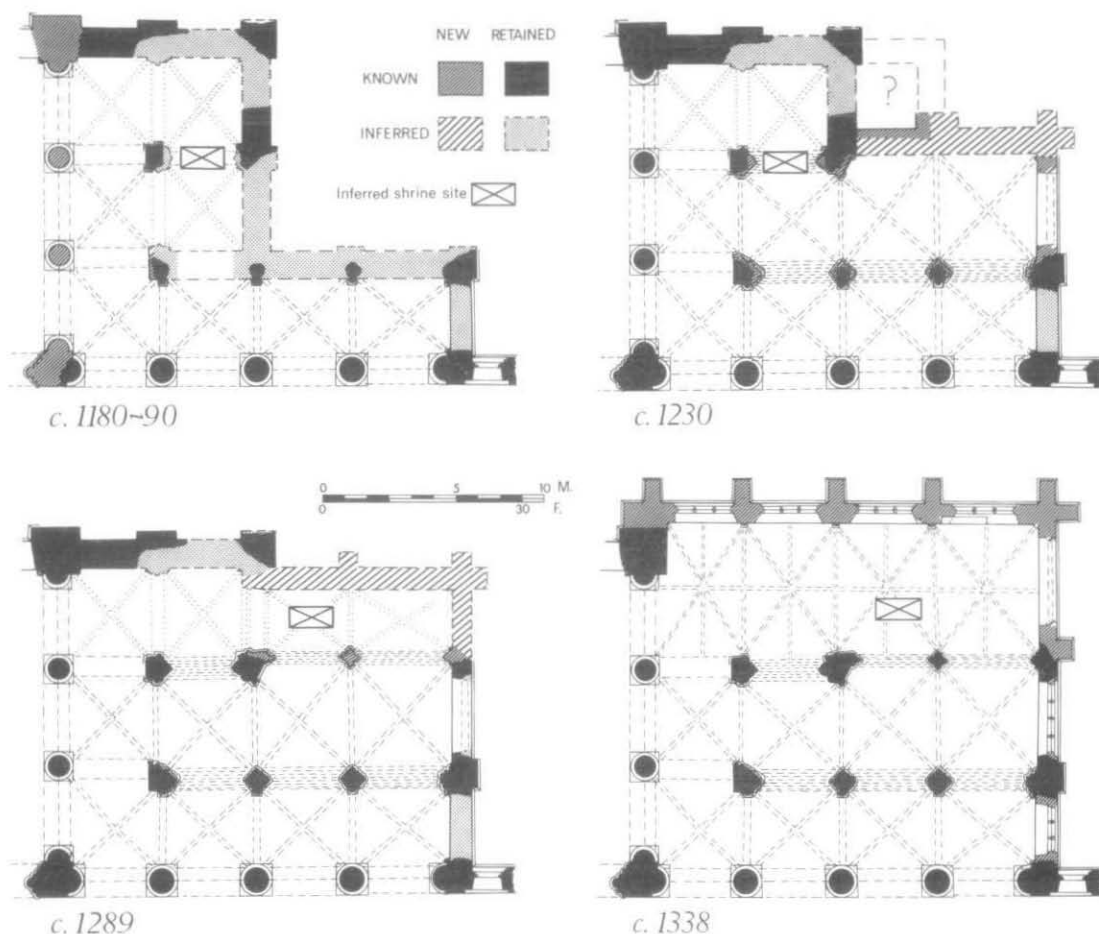 NEW RETAINED
KNOWN
INFERRED
Inferred shrine site
?
c. 1180~90
c. 1230
0 5 10 M.
0 30 F.
c. 1289
c. 1338